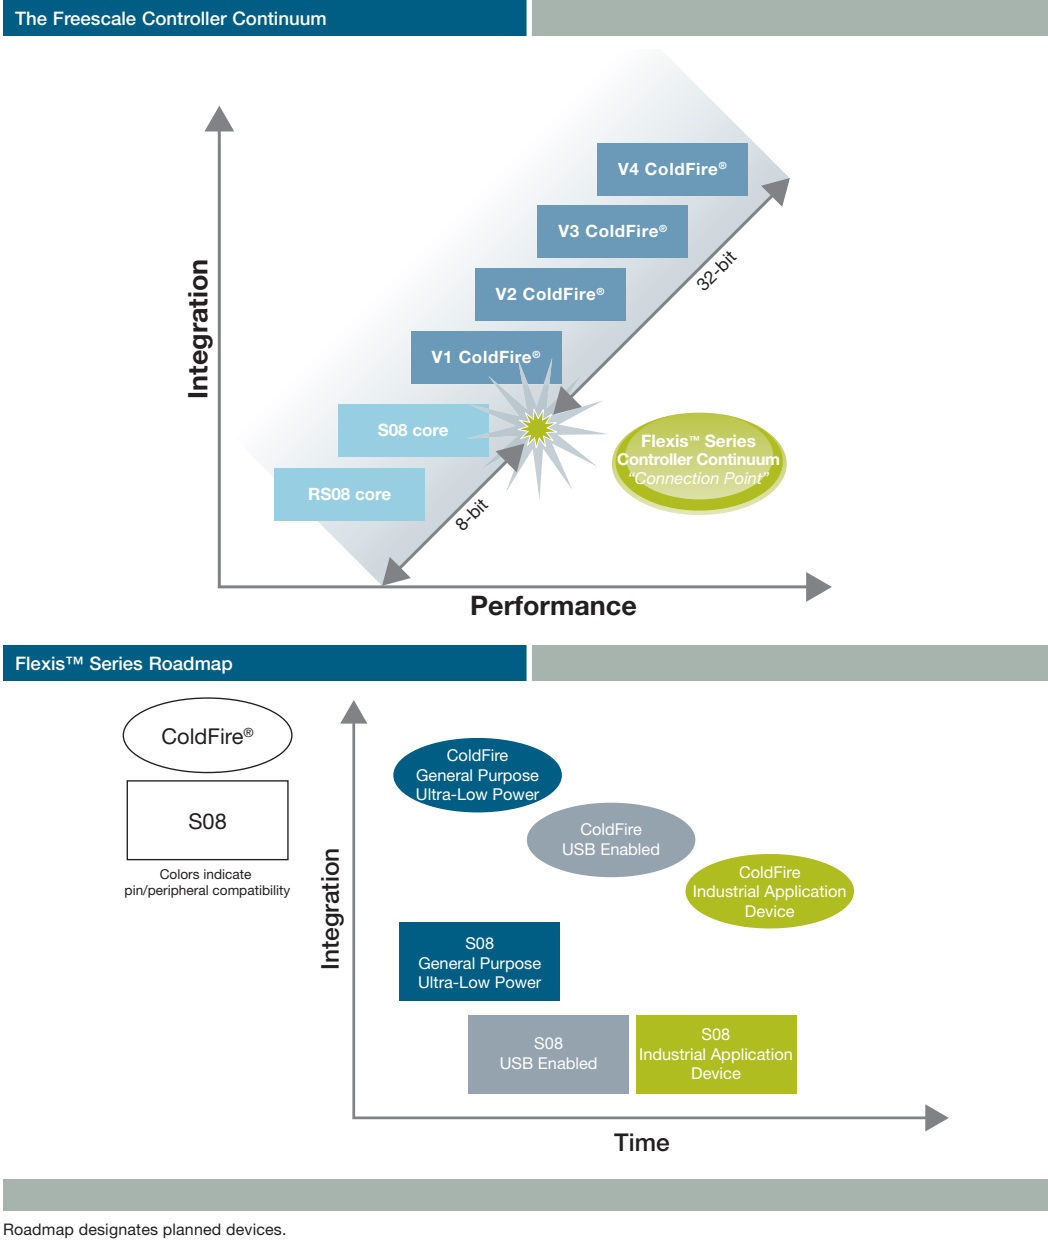 The Freescale Controller Continuum
Integration
V4 ColdFire®
V3 ColdFire®
32-bit
V2 ColdFire®
V1 ColdFire®
S08 core
Flexis™ Series
Controller Continuum
“Connection Point”
RS08 core
8-bit
Performance
Flexis™ Series Roadmap
ColdFire®
S08
Colors indicate
pin/peripheral compatibility
Integration
ColdFire
General Purpose
Ultra-Low Power
ColdFire
USB Enabled
ColdFire
Industrial Application
Device
S08
General Purpose
Ultra-Low Power
S08
USB Enabled
S08
Industrial Application
Device
Time
Roadmap designates planned devices.